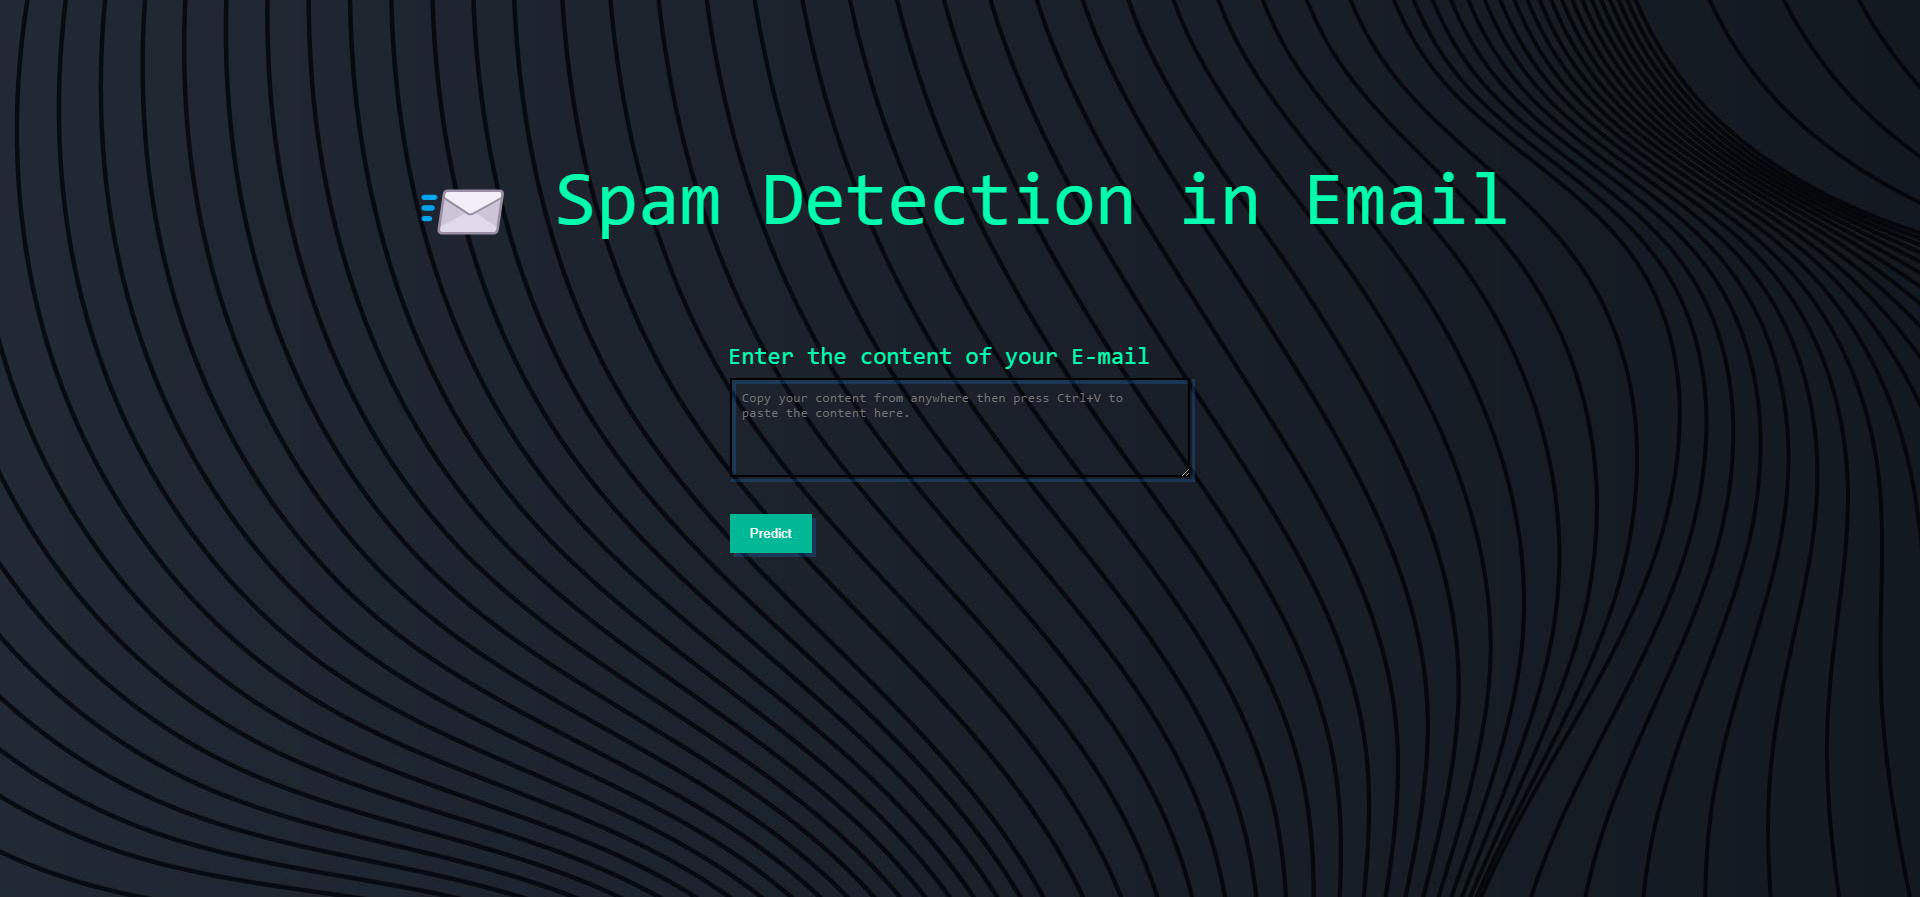 Spam Detection in Email
Enter the content of your E-mail
Copy your content from anywhere then press Ctrl+V to
paste the content here.
Predict